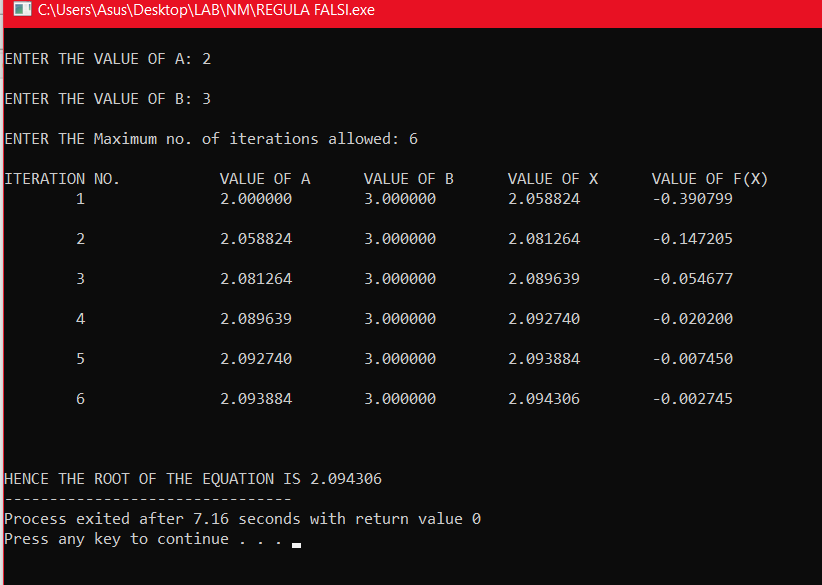 C:\Users\Asus\Desktop\LAB\NM\REGULA FALSI.exe
ENTER THE VALUE OF A: 2
ENTER THE VALUE OF B: 3
ENTER THE Maximum no. of iterations allowed: 6
ITERATION NO. VALUE OF A VALUE OF B VALUE OF X VALUE OF F(X)
1 2.000000 3.000000 2.058824 -0.390799
2 2.058824 3.000000 2.081264 -0.147205
3 2.081264 3.000000 2.089639 -0.054677
4 2.089639 3.000000 2.092740 -0.020200
5 2.092740 3.000000 2.093884 -0.007450
6 2.093884 3.000000 2.094306 -0.002745
HENCE THE ROOT OF THE EQUATION IS 2.094306
--------------------------------
Process exited after 7.16 seconds with return value 0
Press any key to continue . . .